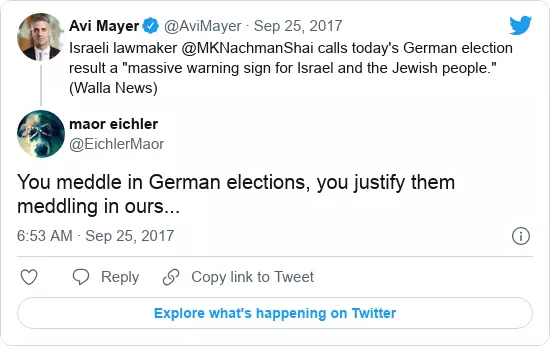 Avi Mayer @AviMayer · Sep 25, 2017
Israeli lawmaker @MKNachmanShai calls today's German election
result a "massive warning sign for Israel and the Jewish people."
(Walla News)
maor eichler
@EichlerMaor
You meddle in German elections, you justify them
meddling in ours...
6:53 AM · Sep 25, 2017
Reply Copy link to Tweet
Explore what's happening on Twitter